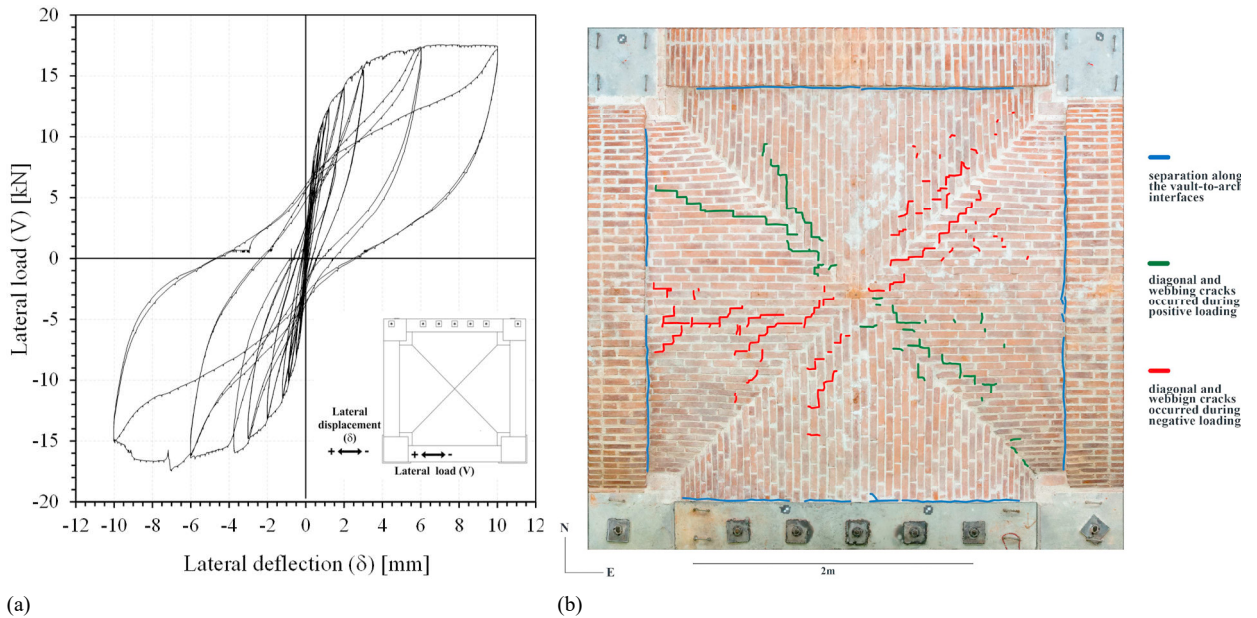 20
15
10
5
0
-5
-10
-15
-20
Lateral load (V) [kN]
-12 -10 -8 -6 -4 -2 0 2 4 6 8 10 12
Lateral deflection (δ) [mm]
Lateral
displacement
(δ)
+ -
+ -
Lateral load (V)
(a)
separation along
the vault-to-arch
interfaces
diagonal and
webbing cracks
occurred during
positive loading
diagonal and
webbign cracks
occurred during
negative loading
N
E
2m
(b)